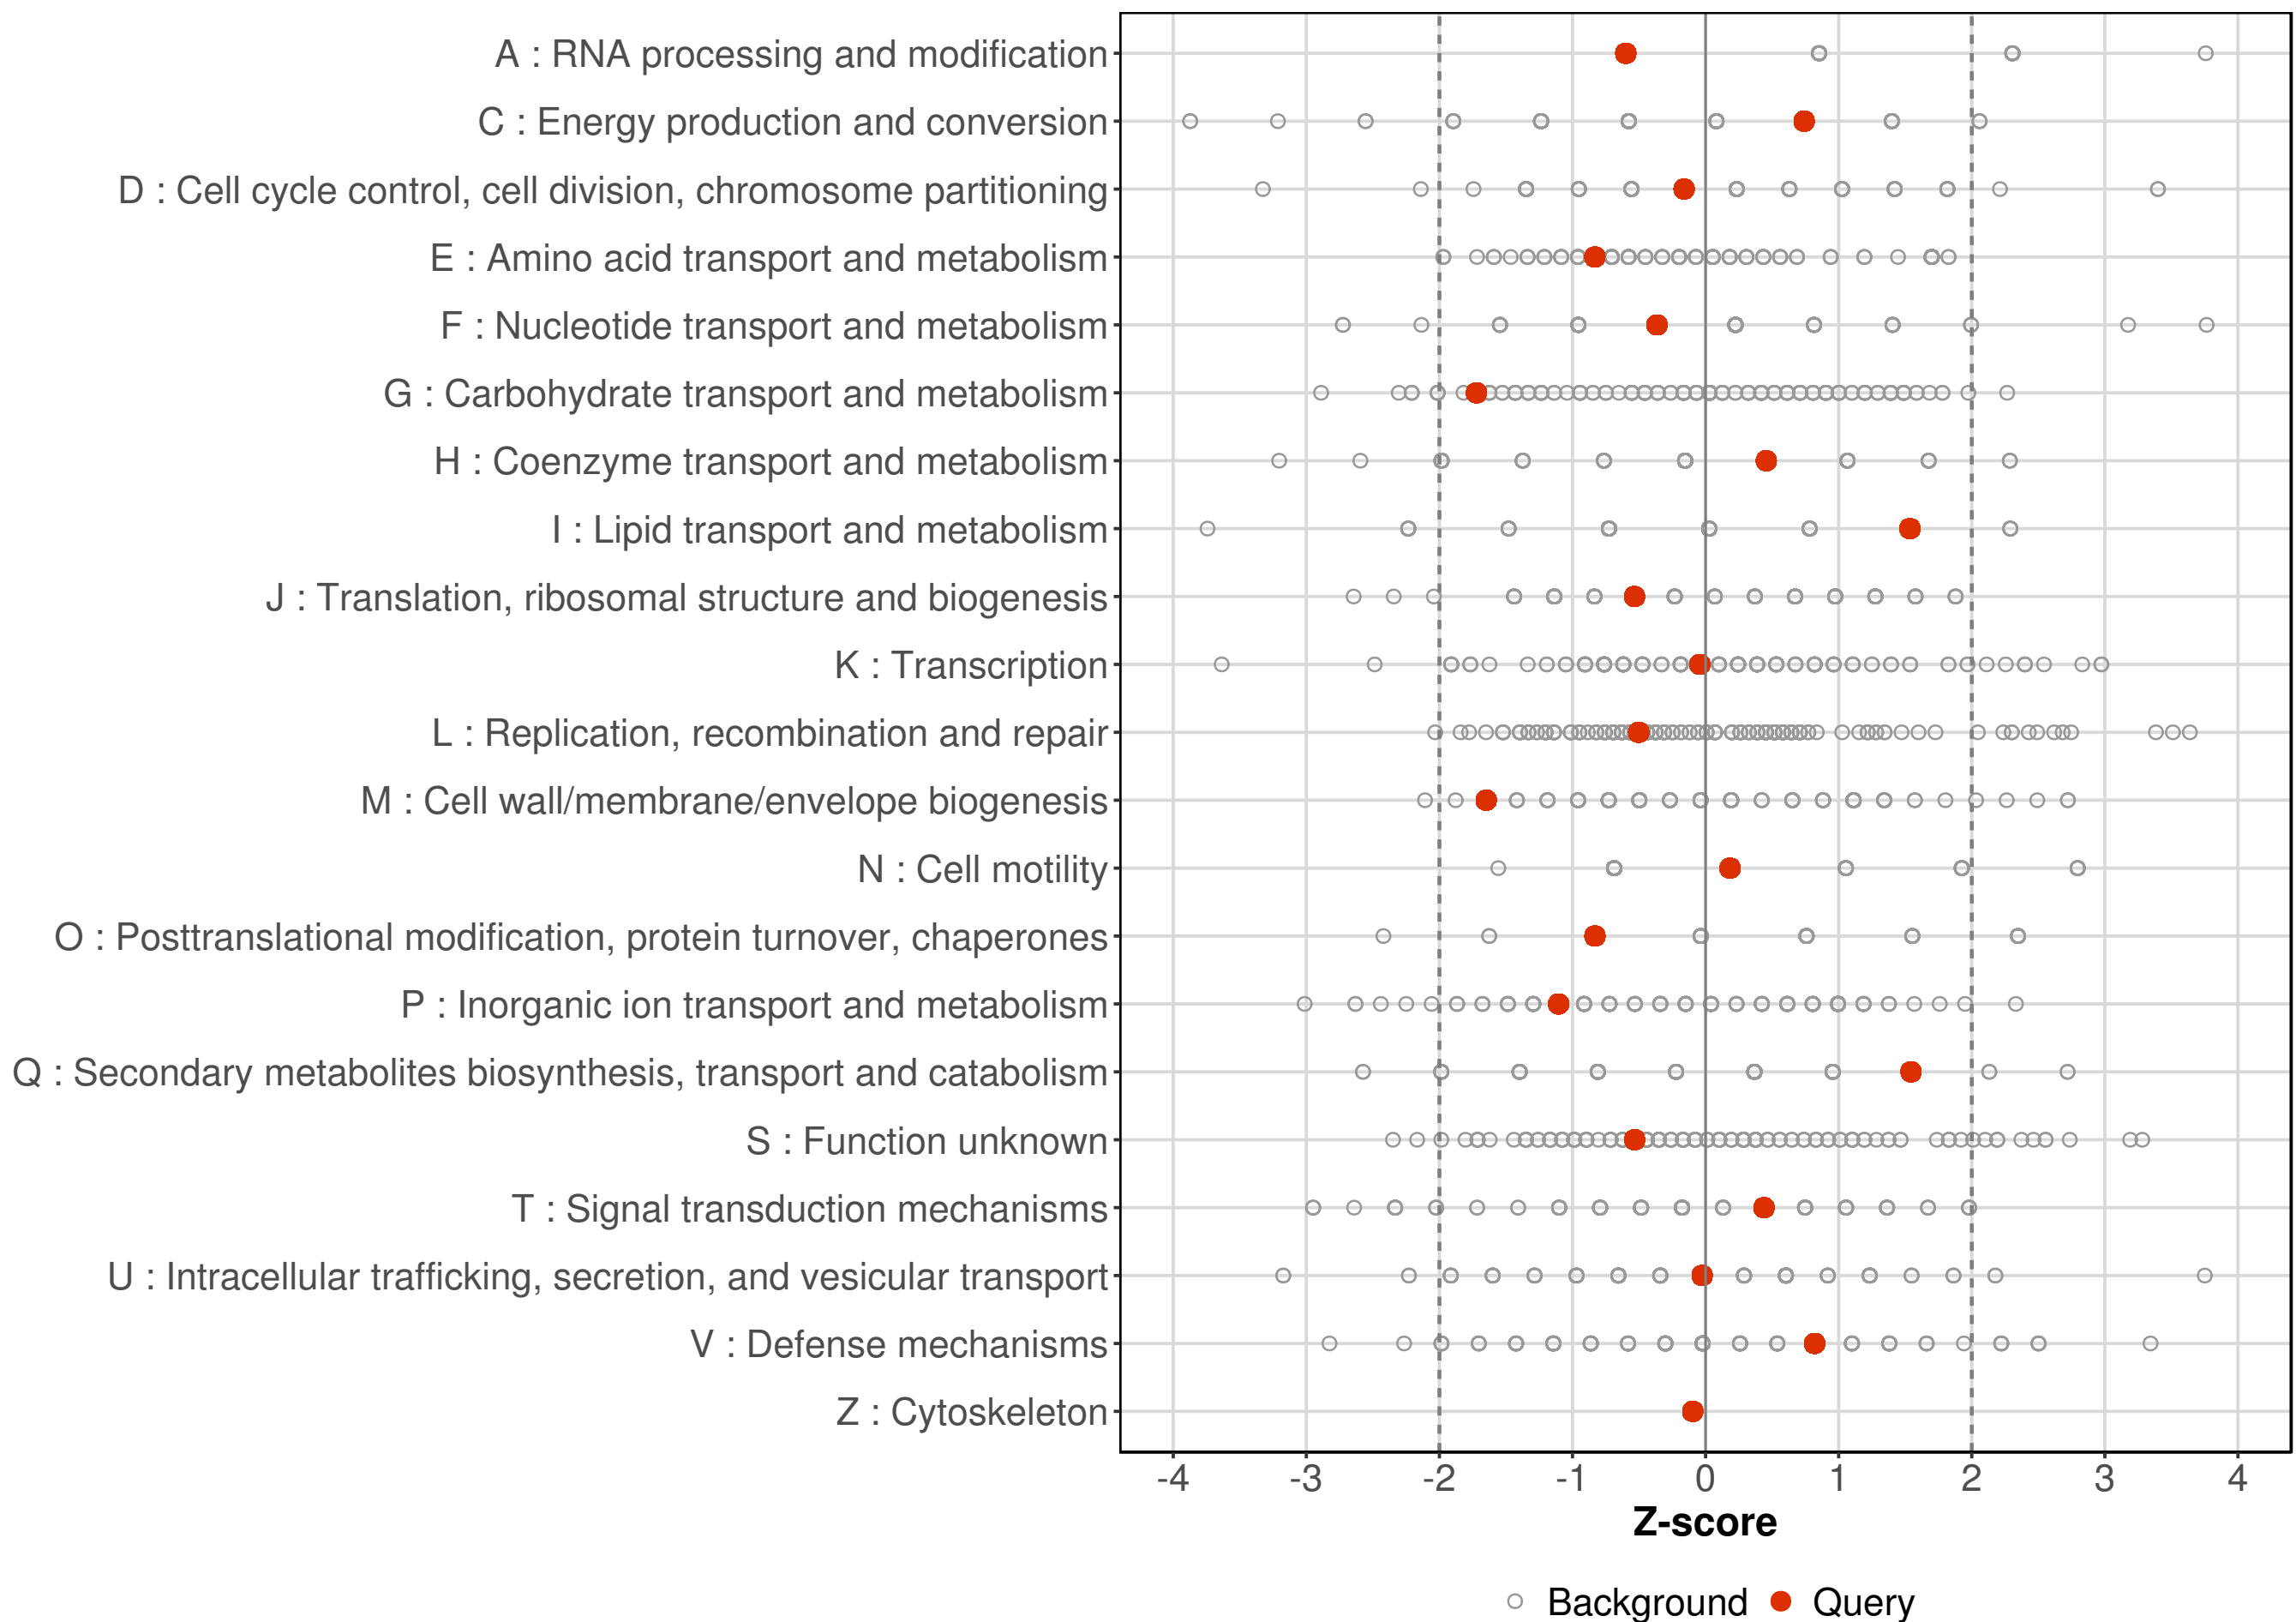 A : RNA processing and modification
C : Energy production and conversion
D : Cell cycle control, cell division, chromosome partitioning
E : Amino acid transport and metabolism
F : Nucleotide transport and metabolism
G : Carbohydrate transport and metabolism
H : Coenzyme transport and metabolism
I : Lipid transport and metabolism
J : Translation, ribosomal structure and biogenesis
K : Transcription
L : Replication, recombination and repair
M : Cell wall/membrane/envelope biogenesis
N : Cell motility
O : Posttranslational modification, protein turnover, chaperones
P : Inorganic ion transport and metabolism
Q : Secondary metabolites biosynthesis, transport and catabolism
S : Function unknown
T : Signal transduction mechanisms
U : Intracellular trafficking, secretion, and vesicular transport
V : Defense mechanisms
Z : Cytoskeleton
-4 -3 -2 -1 0 1 2 3 4
Z-score
Background Query